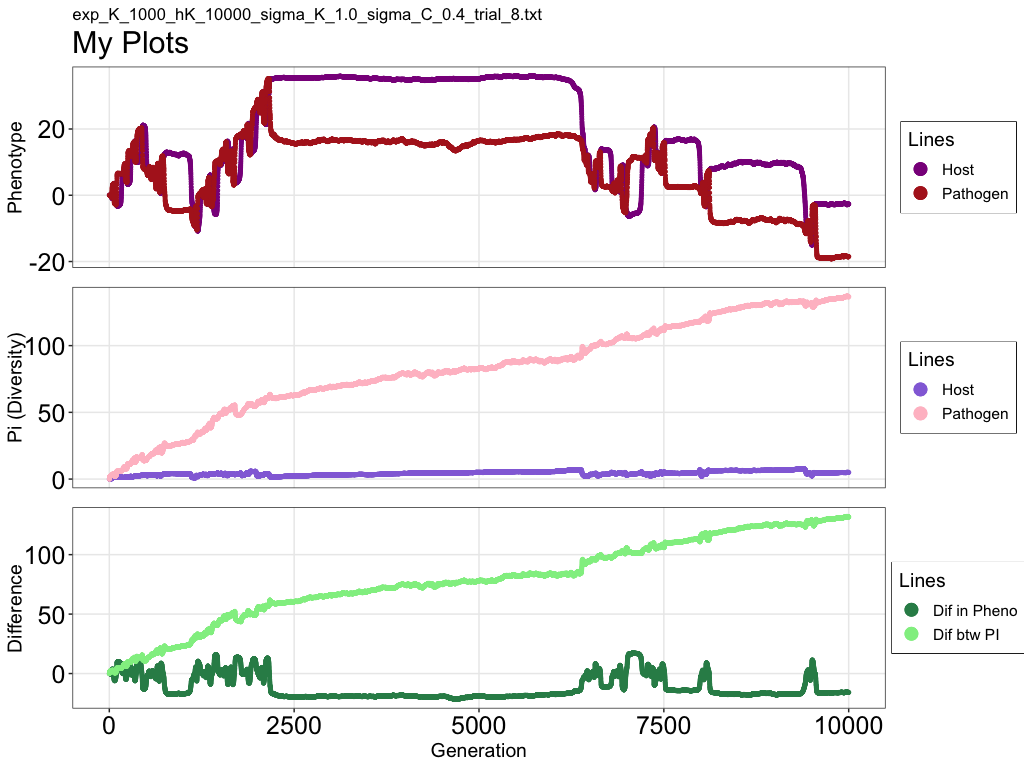 exp_K_1000_hK_10000_sigma_K_1.0_sigma_C_0.4_trial_8.txt
My Plots
Phenotype
20
0
-20
Lines
Host
Pathogen
Pi (Diversity)
100
50
0
Lines
Host
Pathogen
Difference
100
50
0
Lines
Dif in Pheno
Dif btw PI
0 2500 5000 7500 10000
Generation